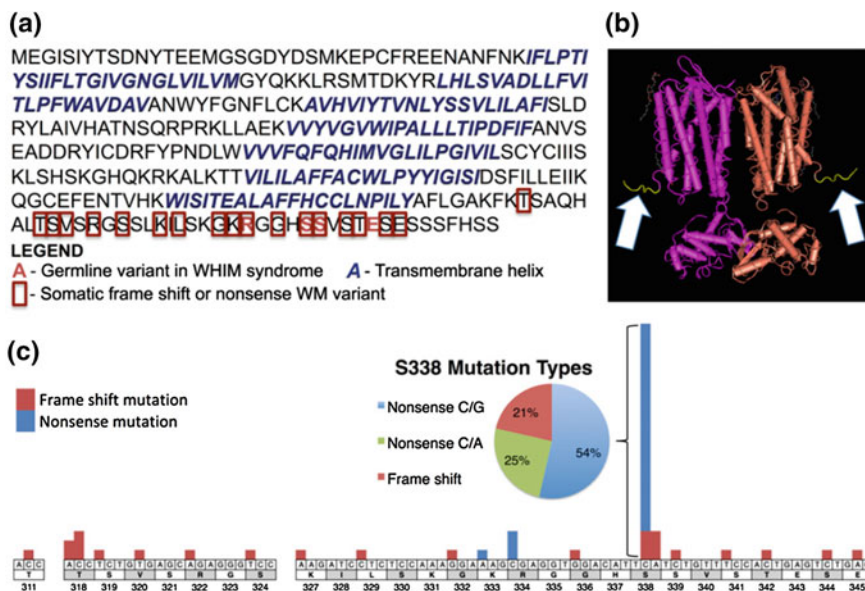 (a)
MEGISIYTSDNYTEEMGSGDYDSMKEPCFREENANFNKIFLPTI
YSIIFLTGIVGNGLVILVMGYQKKLRSMTDKYRLHLSVADLLFVI
TLPFWAVDAVANWYFGNFLCKAVHVIYTVNLYSSVLILAFISLD
RYLAIVHATNSQRPRKLLAEKVVYVGVWIPALLLTIPDFIFANVS
EADDRYICDRFYPNDLWVVVFQFQHIMVGLILPGIVILSCYCIIIS
KLSHSKGHQKRKALKTTVILILAFFACWLPYYIGISIDSFILLEIIK
QGCEFENTVHKWISITEALAFFHCCLNPILYAFLGAKFKTSAQH
ALTSVSRGSSLKILSKGKRGGHSSVSTESESSSFHSS
LEGEND
A - Germline variant in WHIM syndrome A - Transmembrane helix
- Somatic frame shift or nonsense WM variant
(b)
(c)
Frame shift mutation
Nonsense mutation
S338 Mutation Types
Nonsense C/G
Nonsense C/A
Frame shift
21%
25%
54%
A C C
T T S V S R G S K I L S K G K R G G H S S V S T E S E
311 318 319 320 321 322 323 324 327 328 329 330 331 332 333 334 335 336 337 338 339 340 341 342 343 344 345